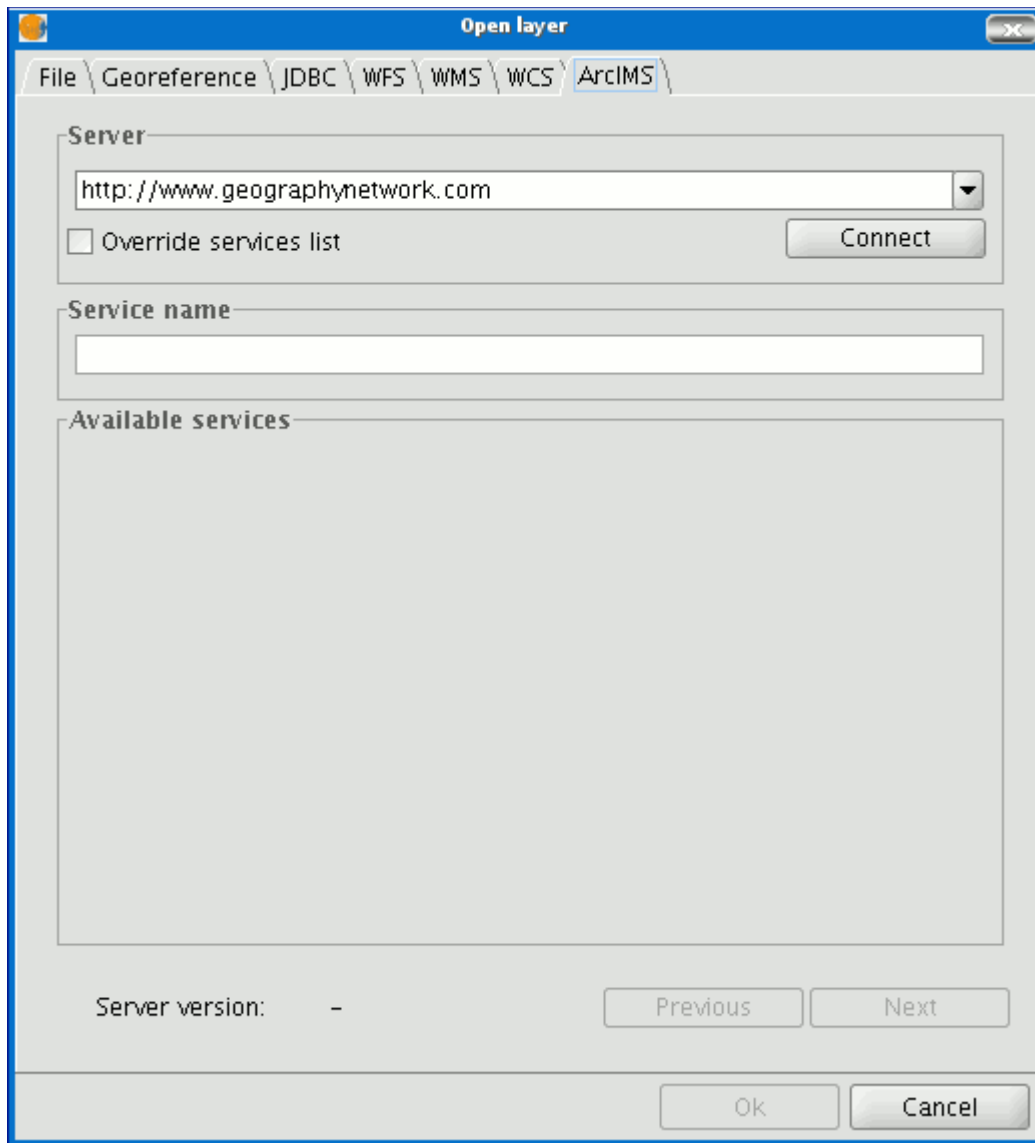 Open layer
File Georeference JDBC WFS WMS WCS ArcIMS
Server
http://www.geographynetwork.com
Override services list Connect
Service name
Available services
Server version: – Previous Next
Ok Cancel